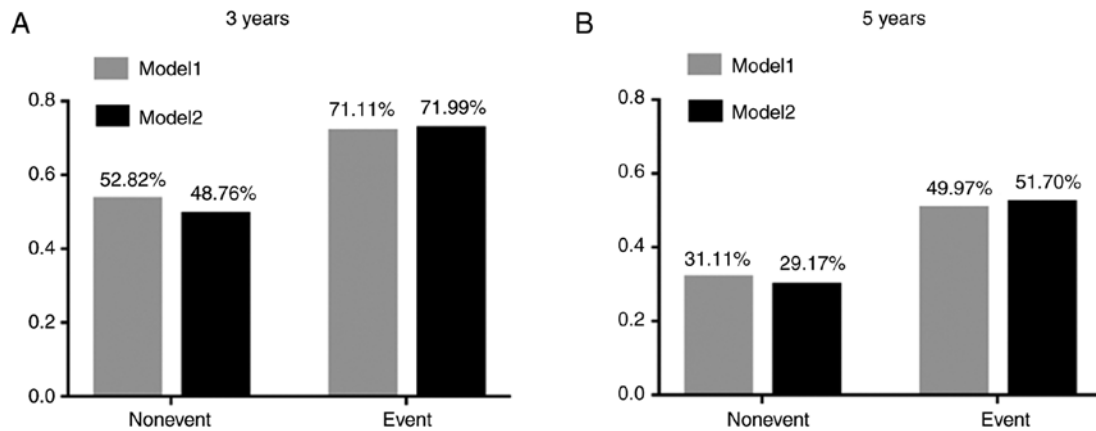 A
3 years
Model1
Model2
0.8
0.6
0.4
0.2
0.0
52.82%
48.76%
71.11%
71.99%
Nonevent
Event
B
5 years
Model1
Model2
0.8
0.6
0.4
0.2
0.0
31.11%
29.17%
49.97%
51.70%
Nonevent
Event